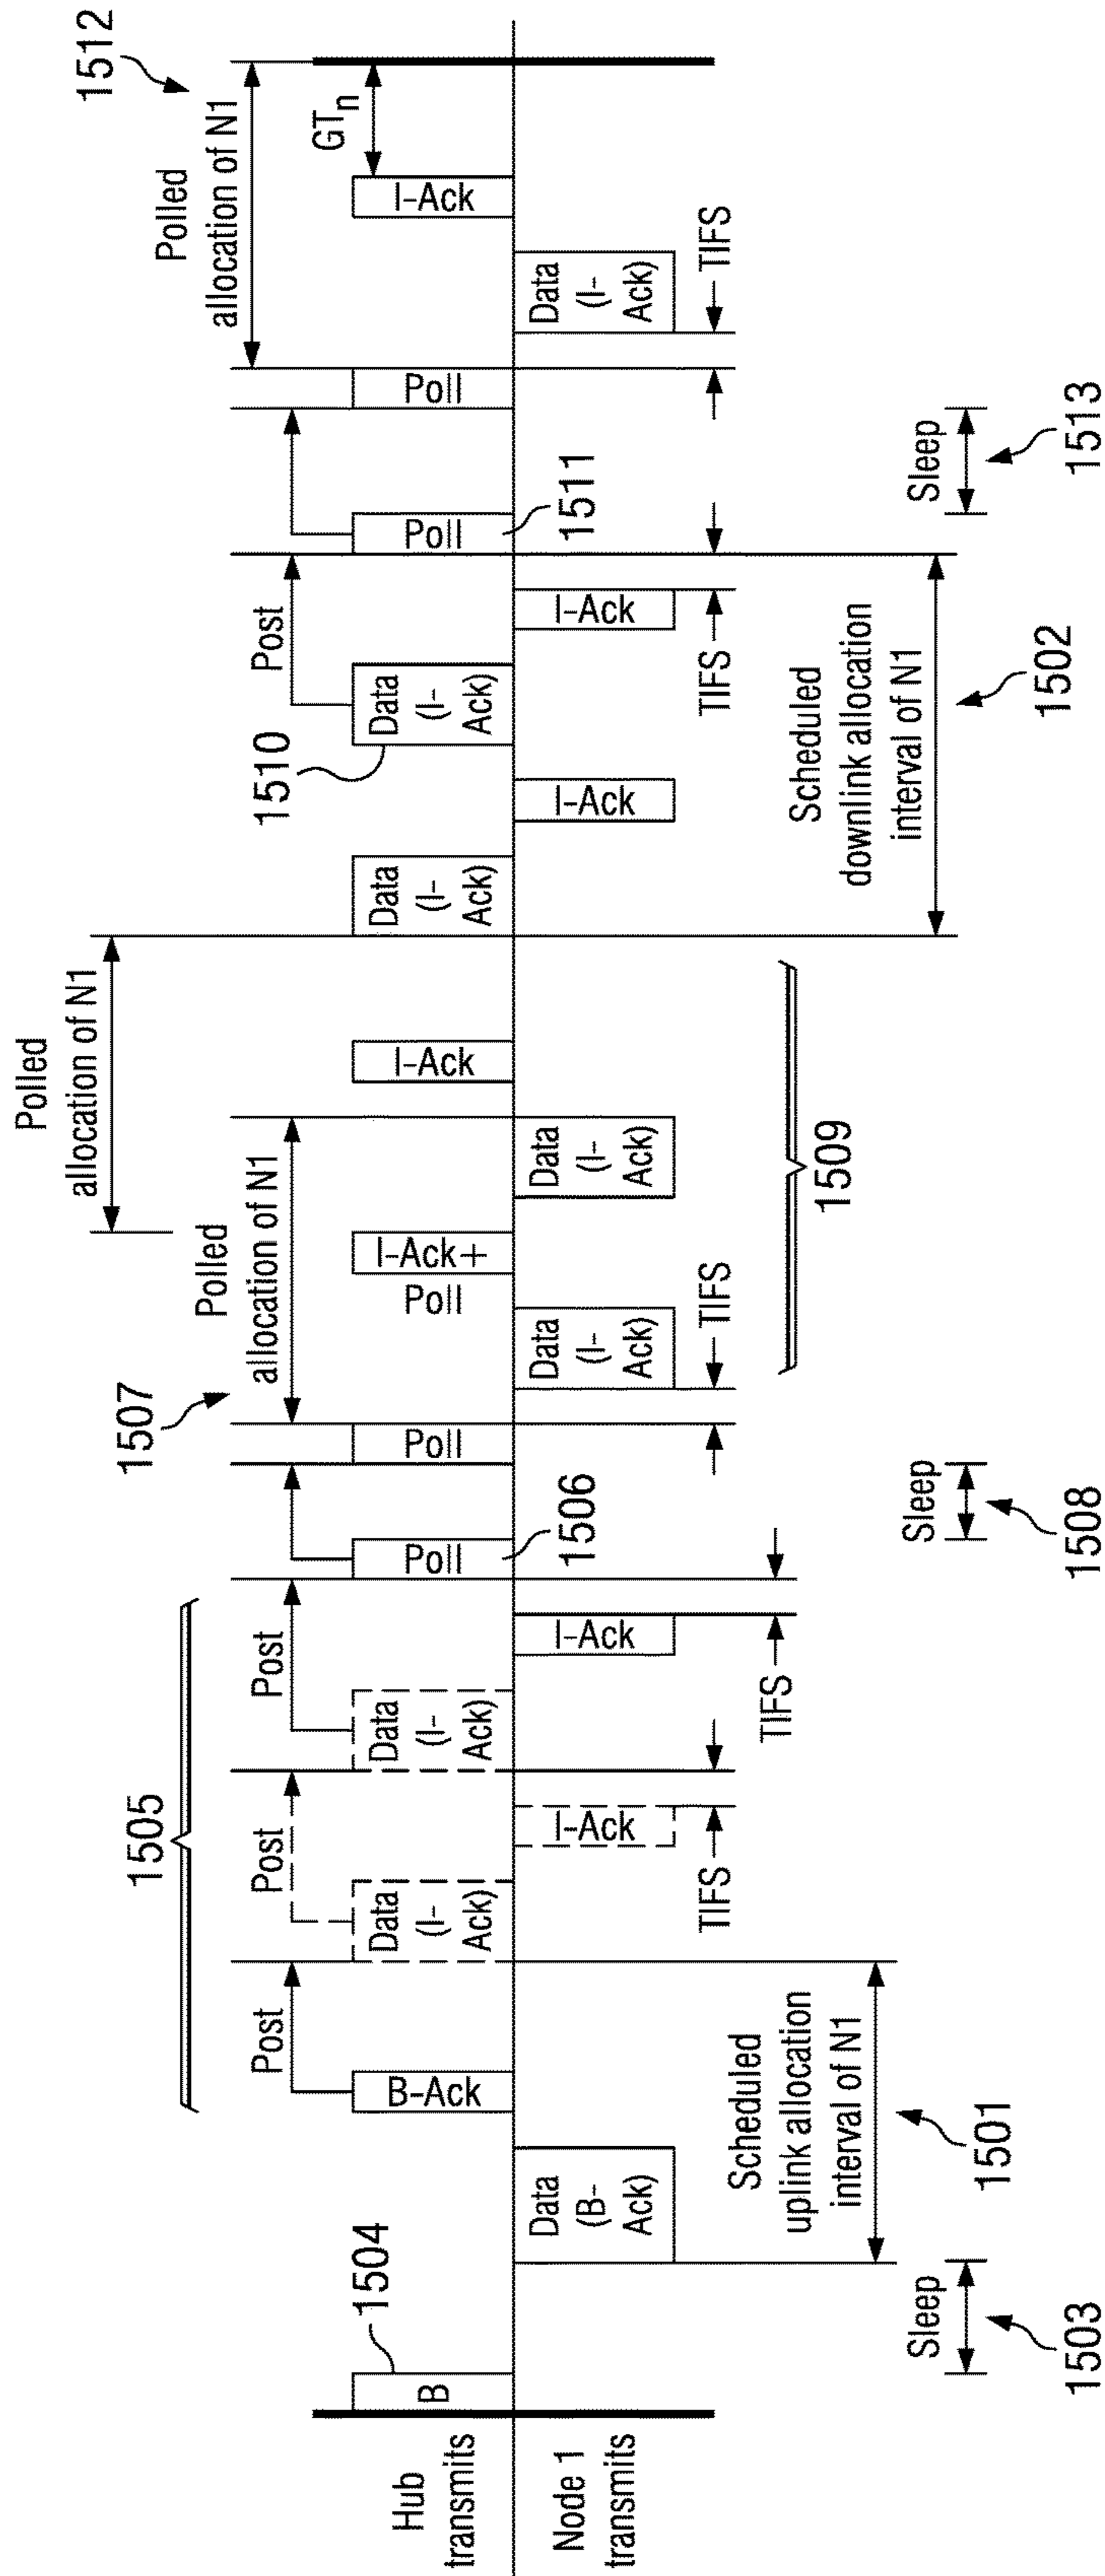 Hub
transmits
Node 1
transmits
B
1504
Sleep
1503
Data
(B-
Ack)
Scheduled
uplink allocation
interval of N1
1501
B-Ack
Post
1505
Data
(I-
Ack)
Post
I-Ack
TIFS
Data
(I-
Ack)
Post
I-Ack
TIFS
Poll
1506
Sleep
1508
Poll
1507
Polled
allocation of N1
TIFS
Data
(I-
Ack)
I-Ack+
Poll
Data
(I-
Ack)
1509
I-Ack
Polled
allocation of N1
Data
(I-
Ack)
I-Ack
1510
Data
(I-
Ack)
Post
I-Ack
TIFS
Scheduled
downlink allocation
interval of N1
1502
Poll
1511
Sleep
1513
Poll
TIFS
Data
(I-
Ack)
I-Ack
GTn
Polled
allocation of N1
1512